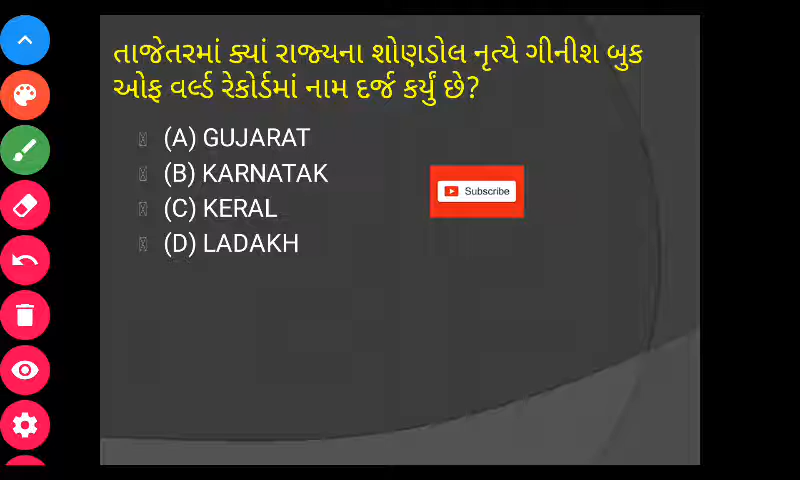 તાજેતરમાં ક્યાં રાજ્યના શોણડોલ નૃત્યે ગીનીશ બુક
ઓફ વર્લ્ડ રેકોર્ડમાં નામ દર્જ કર્યું છે?
(A) GUJARAT
(B) KARNATAK
Subscribe
(C) KERAL
(D) LADAKH